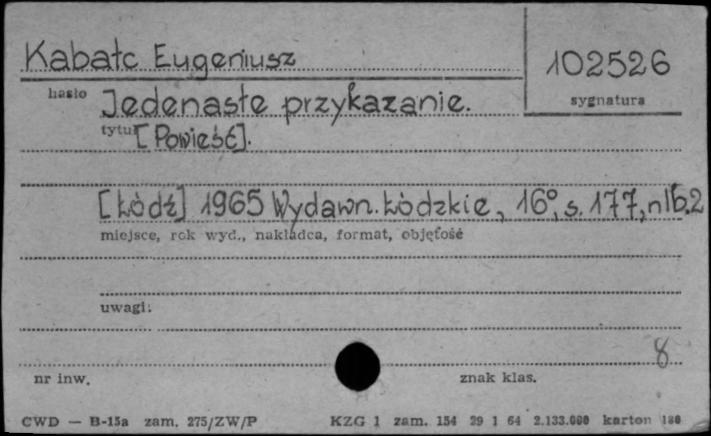 Kabatc Eugeniusz
102526
hasło
sygnatura
Jedenaste przykazanie.
tytuł [Powieść].
[Łódź] 1965 Wydawn. Łódzkie, 16°, s. 177, nlb. 2
miejsce, rok wyd., nakładca, format, objętość
uwagi:
8
nr inw.
znak klas.
CWD — B-15a zam. 275/ZW/P KZG 1 zam. 154 29 1 64 2.133.000 karton 180